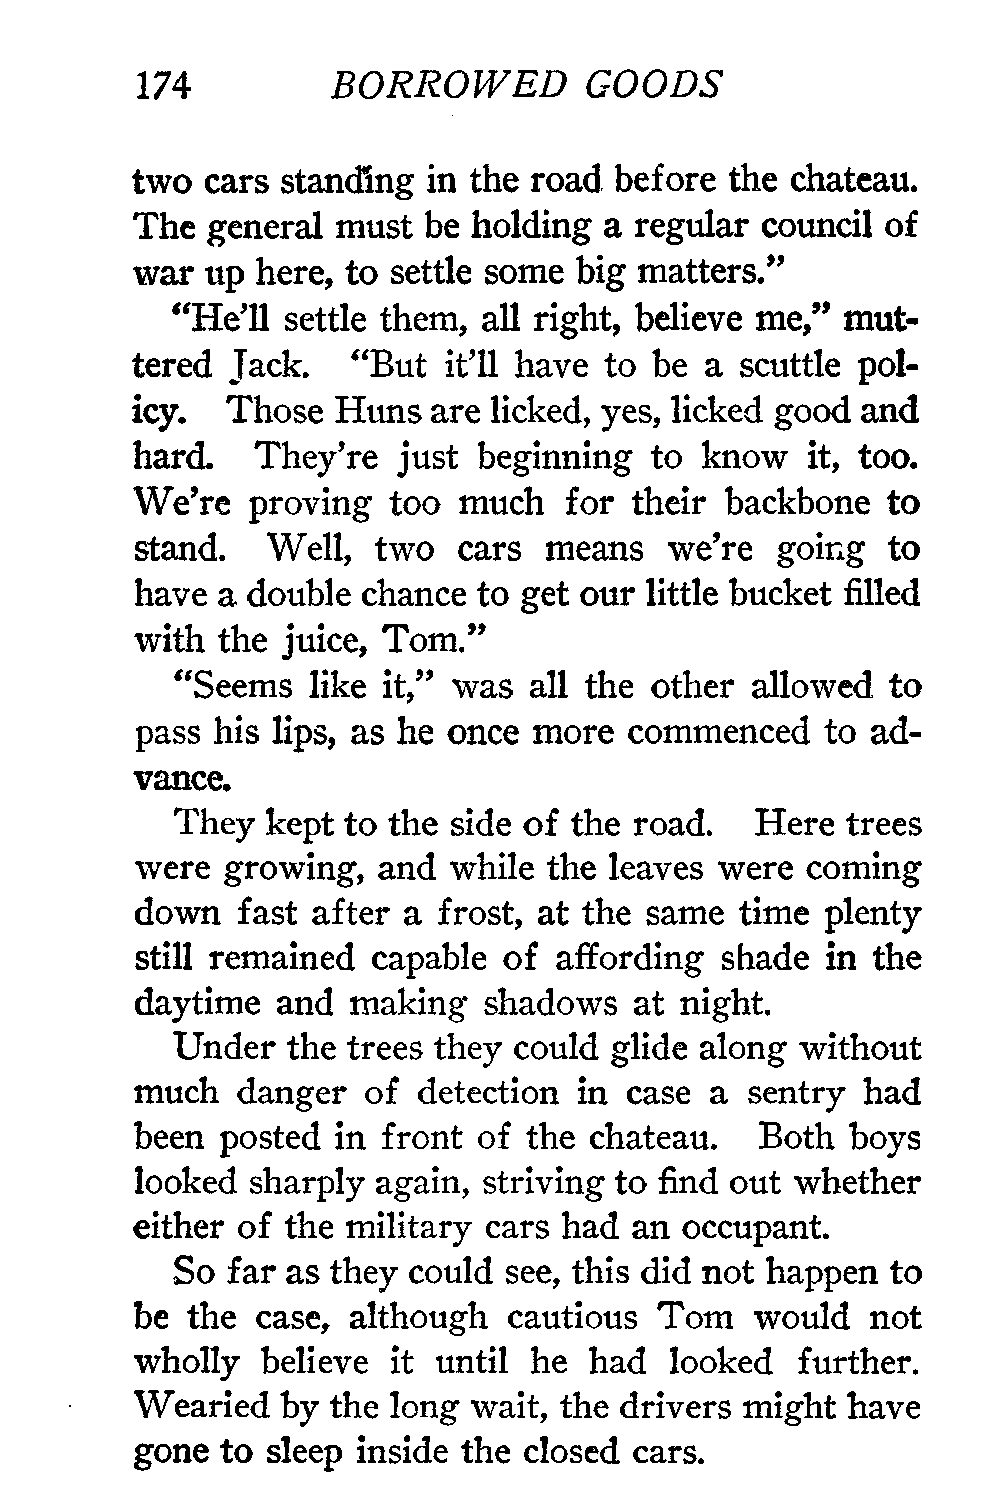 174 BORROWED GOODS
two cars standing in the road before the chateau.
The general must be holding a regular council of
war up here, to settle some big matters.”
“He’ll settle them, all right, believe me,” mut-
tered Jack. “But it’ll have to be a scuttle pol-
icy. Those Huns are licked, yes, licked good and
hard. They’re just beginning to know it, too.
We’re proving too much for their backbone to
stand. Well, two cars means we’re going to
have a double chance to get our little bucket filled
with the juice, Tom.”
“Seems like it,” was all the other allowed to
pass his lips, as he once more commenced to ad-
vance.
They kept to the side of the road. Here trees
were growing, and while the leaves were coming
down fast after a frost, at the same time plenty
still remained capable of affording shade in the
daytime and making shadows at night.
Under the trees they could glide along without
much danger of detection in case a sentry had
been posted in front of the chateau. Both boys
looked sharply again, striving to find out whether
either of the military cars had an occupant.
So far as they could see, this did not happen to
be the case, although cautious Tom would not
wholly believe it until he had looked further.
Wearied by the long wait, the drivers might have
gone to sleep inside the closed cars.